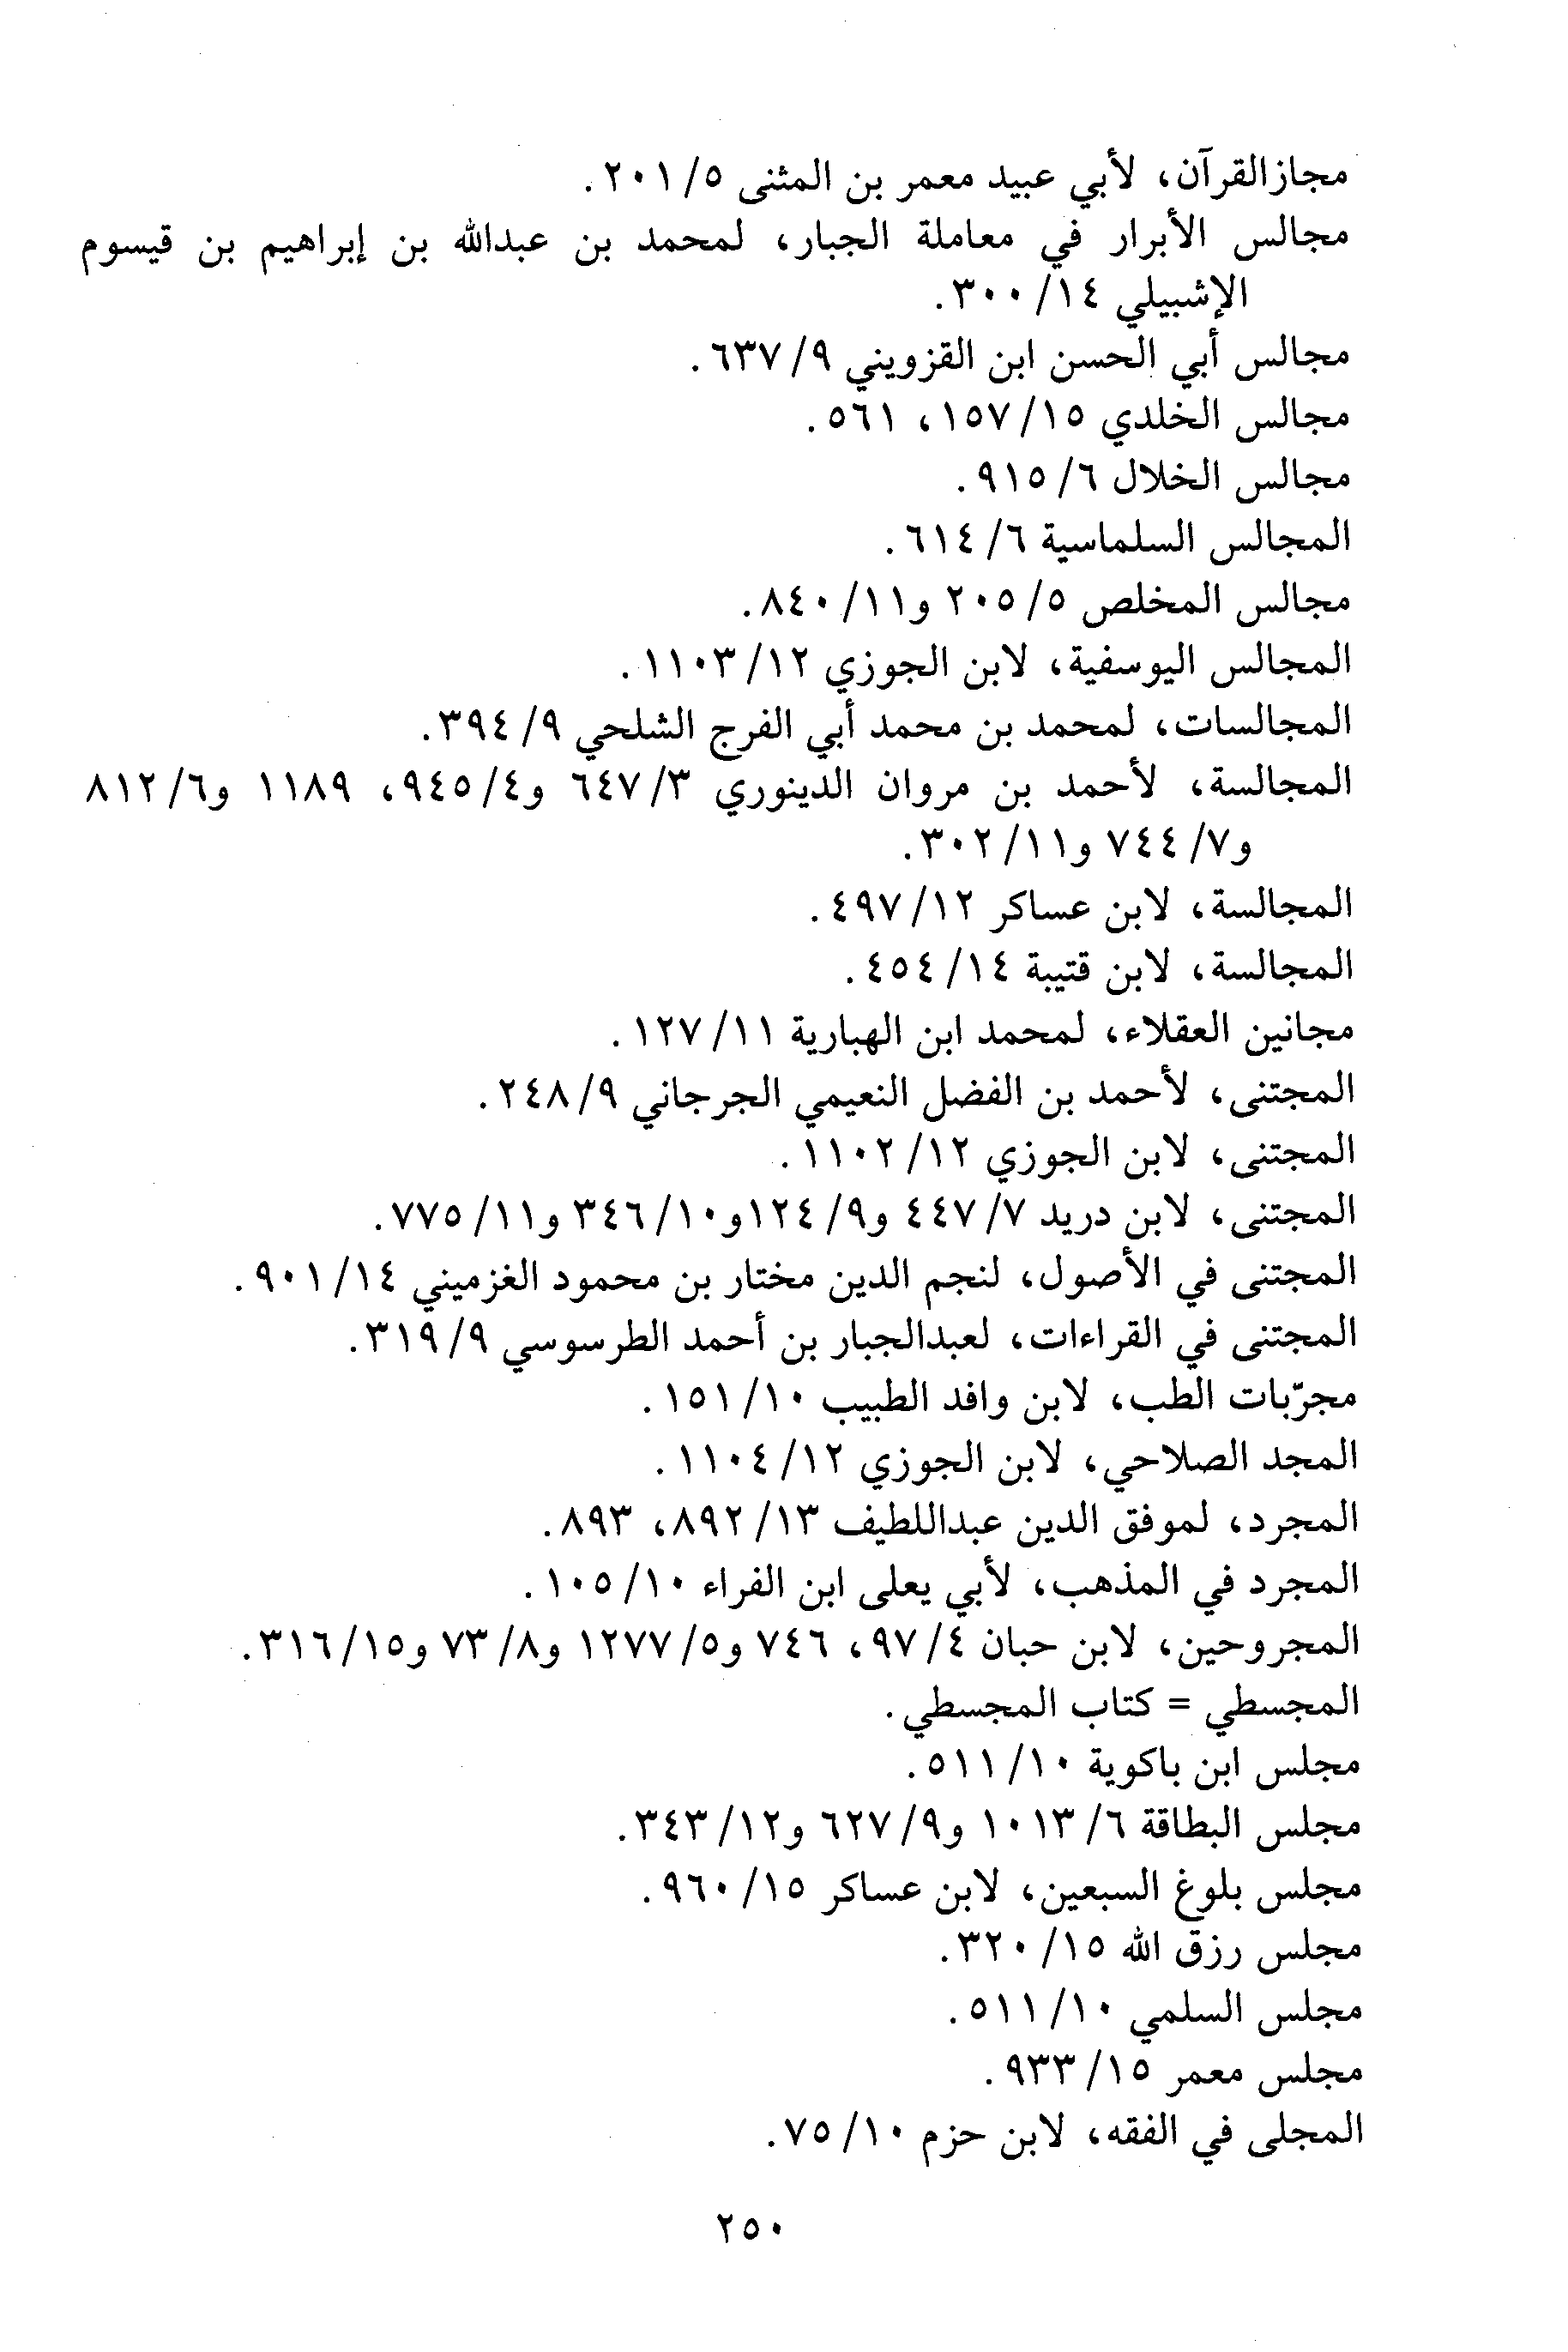 مجازالقرآن، لأبي عبيد معمر بن المثنى ٥/ ٢٠١.
مجالس الأبرار في معاملة الجبار، لمحمد بن عبدالله بن إبراهيم بن قيسوم
الإشبيلي ١٤/ ٣٠٠.
مجالس أبي الحسن ابن القزويني ٩/ ٦٣٧.
مجالس الخلدي ١٥/ ١٥٧، ٥٦١.
مجالس الخلال ٦/ ٩١٥.
المجالس السلماسية ٦/ ٦١٤.
مجالس المخلص ٥/ ٢٠٥ و١١/ ٨٤٠.
المجالس اليوسفية، لابن الجوزي ١٢/ ١١٠٣.
المجالسات، لمحمد بن محمد أبي الفرج الشلحي ٩/ ٣٩٤.
المجالسة، لأحمد بن مروان الدينوري ٣/ ٦٤٧ و٤/ ٩٤٥، ١١٨٩ و٦/ ٨١٢
و٧/ ٧٤٤ و١١/ ٣٠٢.
المجالسة، لابن عساكر ١٢/ ٤٩٧.
المجالسة، لابن قتيبة ١٤/ ٤٥٤.
مجانين العقلاء، لمحمد ابن الهبارية ١١/ ١٢٧.
المجتنى، لأحمد بن الفضل النعيمي الجرجاني ٩/ ٢٤٨.
المجتنى، لابن الجوزي ١٢/ ١١٠٢.
المجتنى، لابن دريد ٧/ ٤٤٧ و٩/ ١٢٤و١٠/ ٣٤٦ و١١/ ٧٧٥.
المجتنى في الأصول، لنجم الدين مختار بن محمود الغزميني ١٤/ ٩٠١.
المجتنى في القراءات، لعبدالجبار بن أحمد الطرسوسي ٩/ ٣١٩.
مجرّبات الطب، لابن وافد الطبيب ١٠/ ١٥١.
المجد الصلاحي، لابن الجوزي ١٢/ ١١٠٤.
المجرد، لموفق الدين عبداللطيف ١٣/ ٨٩٢، ٨٩٣.
المجرد في المذهب، لأبي يعلى ابن الفراء ١٠/ ١٠٥.
المجروحين، لابن حبان ٤/ ٩٧، ٧٤٦ و٥/ ١٢٧٧ و٨/ ٧٣ و١٥/ ٣١٦.
المجسطي = كتاب المجسطي.
مجلس ابن باكوية ١٠/ ٥١١.
مجلس البطاقة ٦/ ١٠١٣ و٩/ ٦٢٧ و١٢/ ٣٤٣.
مجلس بلوغ السبعين، لابن عساكر ١٥/ ٩٦٠.
مجلس رزق الله ١٥/ ٣٢٠.
مجلس السلمي ١٠/ ٥١١.
مجلس معمر ١٥/ ٩٣٣.
المجلى في الفقه، لابن حزم ١٠/ ٧٥.
٢٥٠